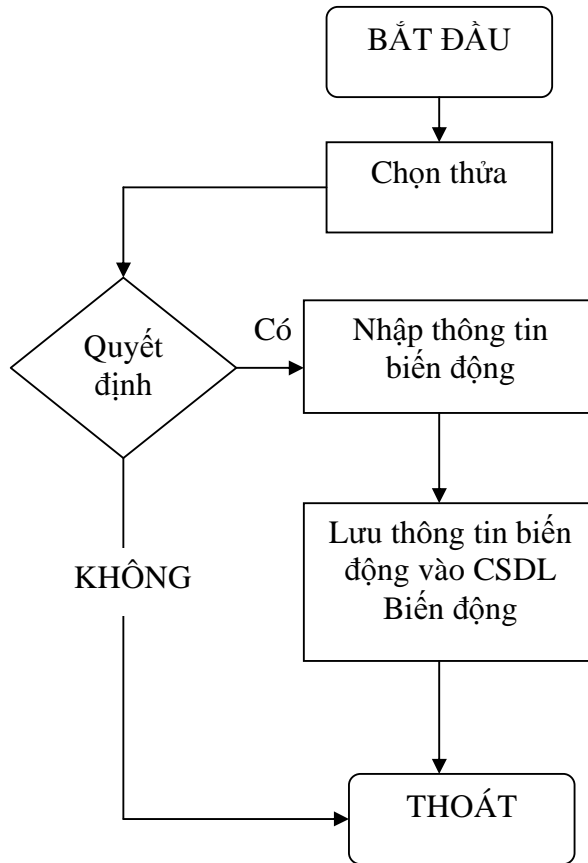 BẮT ĐẦU
Chọn thửa
Quyết
định
Có
Nhập thông tin
biến động
Lưu thông tin biến
động vào CSDL
Biến động
KHÔNG
THOÁT